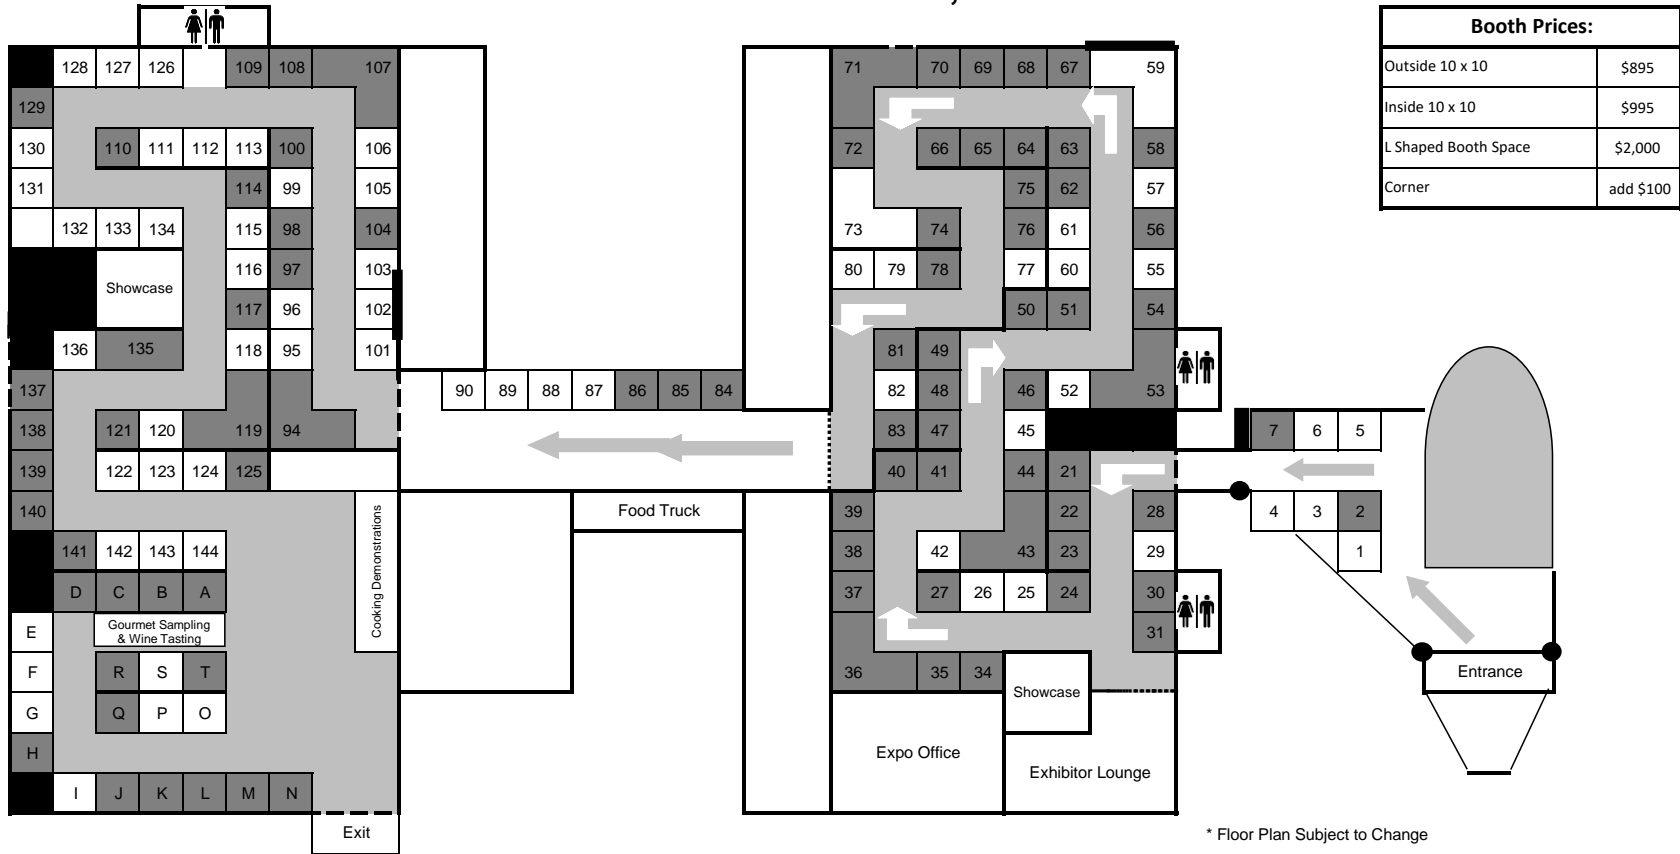 Booth Prices:
Outside 10 x 10 $895
Inside 10 x 10 $995
L Shaped Booth Space $2,000
Corner add $100
128 127 126 109 108 107 71 70 69 68 67 59
129
130 110 111 112 113 100 106 72 66 65 64 63 58
131 114 99 105 75 62 57
132 133 134 115 98 104 73 74 76 61 56
116 97 103 80 79 78 77 60 55
Showcase
117 96 102 50 51 54
136 135 118 95 101 81 49
137 90 89 88 87 86 85 84 82 48 46 52 53
138 121 120 119 94 83 47 45 7 6 5
139 122 123 124 125 40 41 44 21
140 Food Truck 39 22 28 4 3 2
Cooking Demonstrations
141 142 143 144 38 42 43 23 29 1
D C B A 37 27 26 25 24 30
E Gourmet Sampling
& Wine Tasting
31
F R S T 36 35 34 Entrance
Showcase
G Q P O
H Expo Office
Exhibitor Lounge
I J K L M N
Exit
* Floor Plan Subject to Change